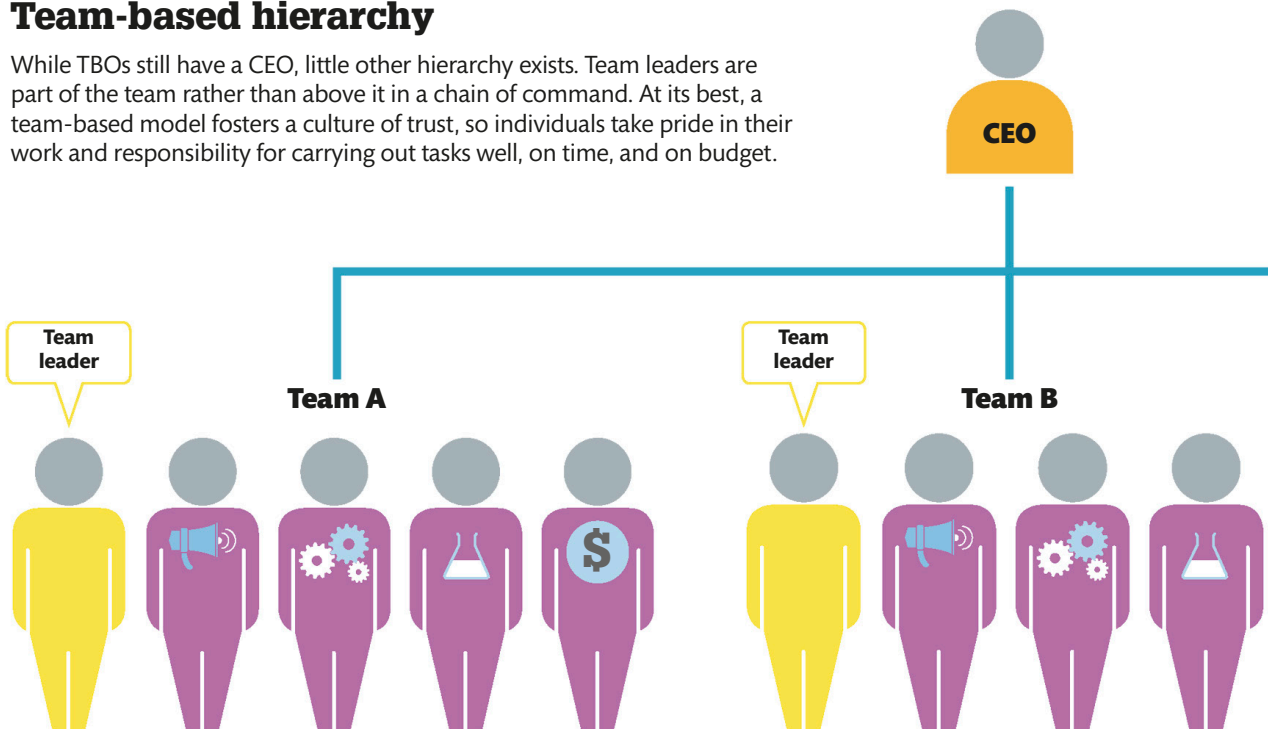 Team-based hierarchy
While TBOs still have a CEO, little other hierarchy exists. Team leaders are
part of the team rather than above it in a chain of command. At its best, a
team-based model fosters a culture of trust, so individuals take pride in their
work and responsibility for carrying out tasks well, on time, and on budget.
CEO
Team
leader
Team A
Team
leader
Team B
$